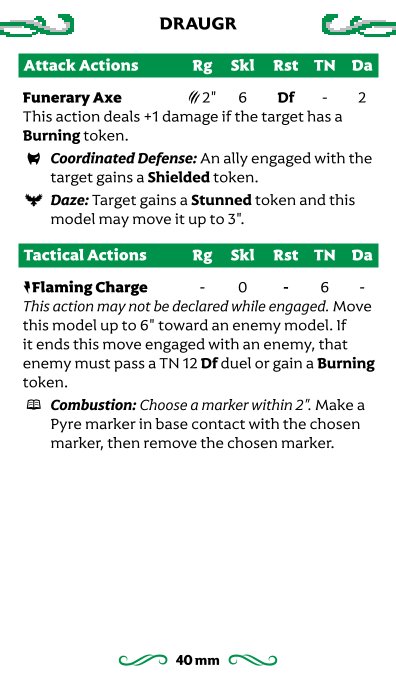 DRAUGR
Attack Actions Rg Skl Rst TN Da
Funerary Axe 2" 6 Df - 2
This action deals +1 damage if the target has a
Burning token.
Coordinated Defense: An ally engaged with the
target gains a Shielded token.
Daze: Target gains a Stunned token and this
model may move it up to 3".
Tactical Actions Rg Skl Rst TN Da
Flaming Charge - 0 - 6 -
This action may not be declared while engaged. Move
this model up to 6" toward an enemy model. If
it ends this move engaged with an enemy, that
enemy must pass a TN 12 Df duel or gain a Burning
token.
Combustion: Choose a marker within 2". Make a
Pyre marker in base contact with the chosen
marker, then remove the chosen marker.
40 mm